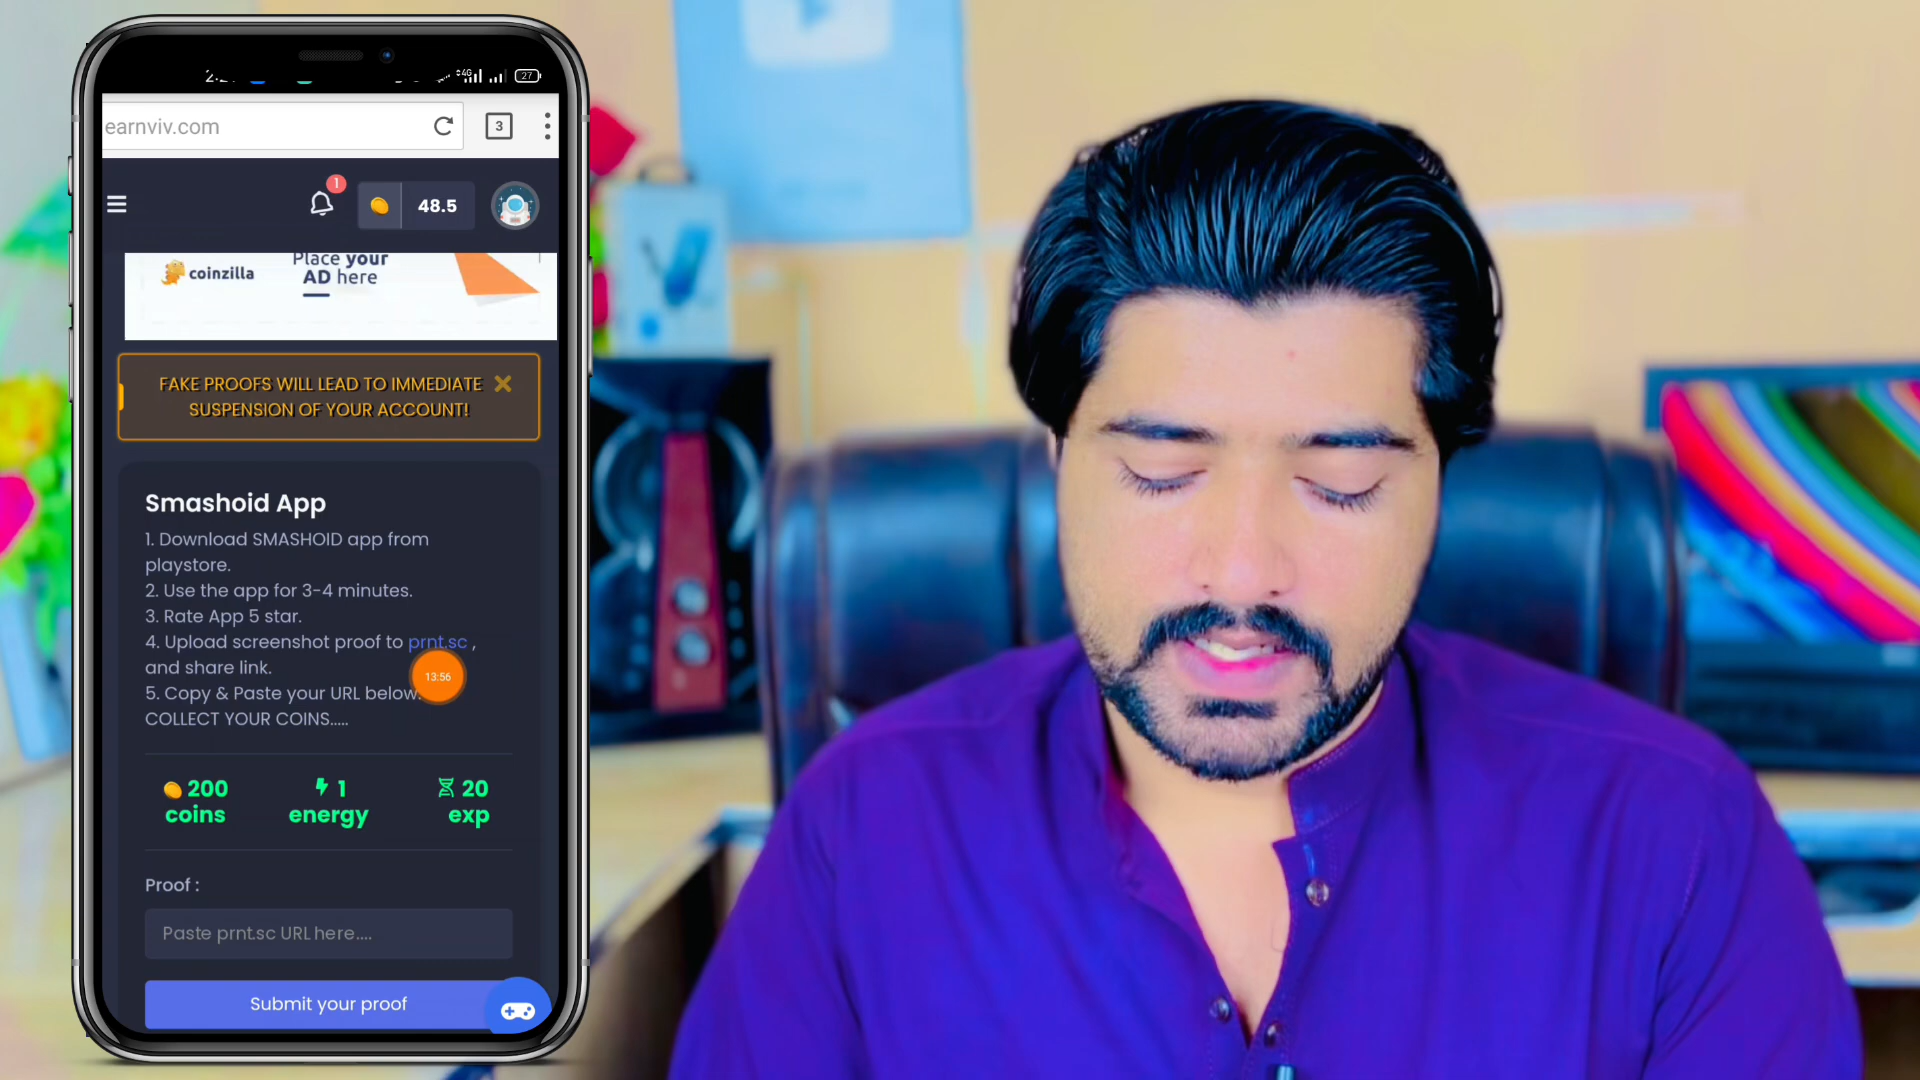 4G 27
earnviv.com
3
1
48.5
coinzilla
Place your
AD here
FAKE PROOFS WILL LEAD TO IMMEDIATE
SUSPENSION OF YOUR ACCOUNT!
Smashoid App
1. Download SMASHOID app from
playstore.
2. Use the app for 3-4 minutes.
3. Rate App 5 star.
4. Upload screenshot proof to prnt.sc ,
and share link.
13:56
5. Copy & Paste your URL below.
COLLECT YOUR COINS.....
200
coins
1
energy
20
exp
Proof :
Paste prnt.sc URL here....
Submit your proof